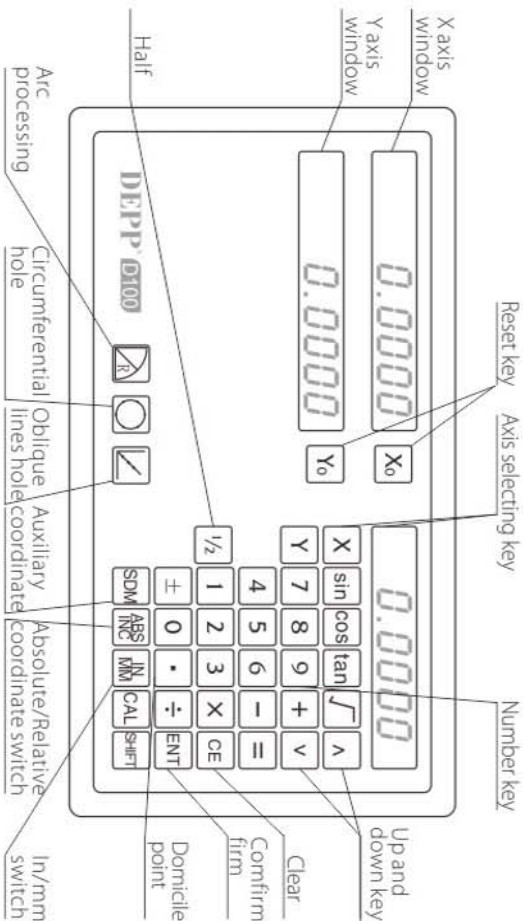 Reset key
Axis selecting key
Number key
X axis
window
Y axis
window
Half
0.0000
X₀
0.0000
Y₀
0.0000
X sin cos tan √ ∧
Y 7 8 9 + ∨
4 5 6 − =
½ 1 2 3 × CE
± 0 · ÷ ENT
SDM ABS INC IN MM CAL SHIFT
DEPP D100
R
Up and
down key
Clear
Comfirm
firm
Domicile
point
Arc
processing
Circumferential
hole
Oblique
lines hole
Auxiliary
coordinate
Absolute/Relative
coordinate switch
In/mm
switch